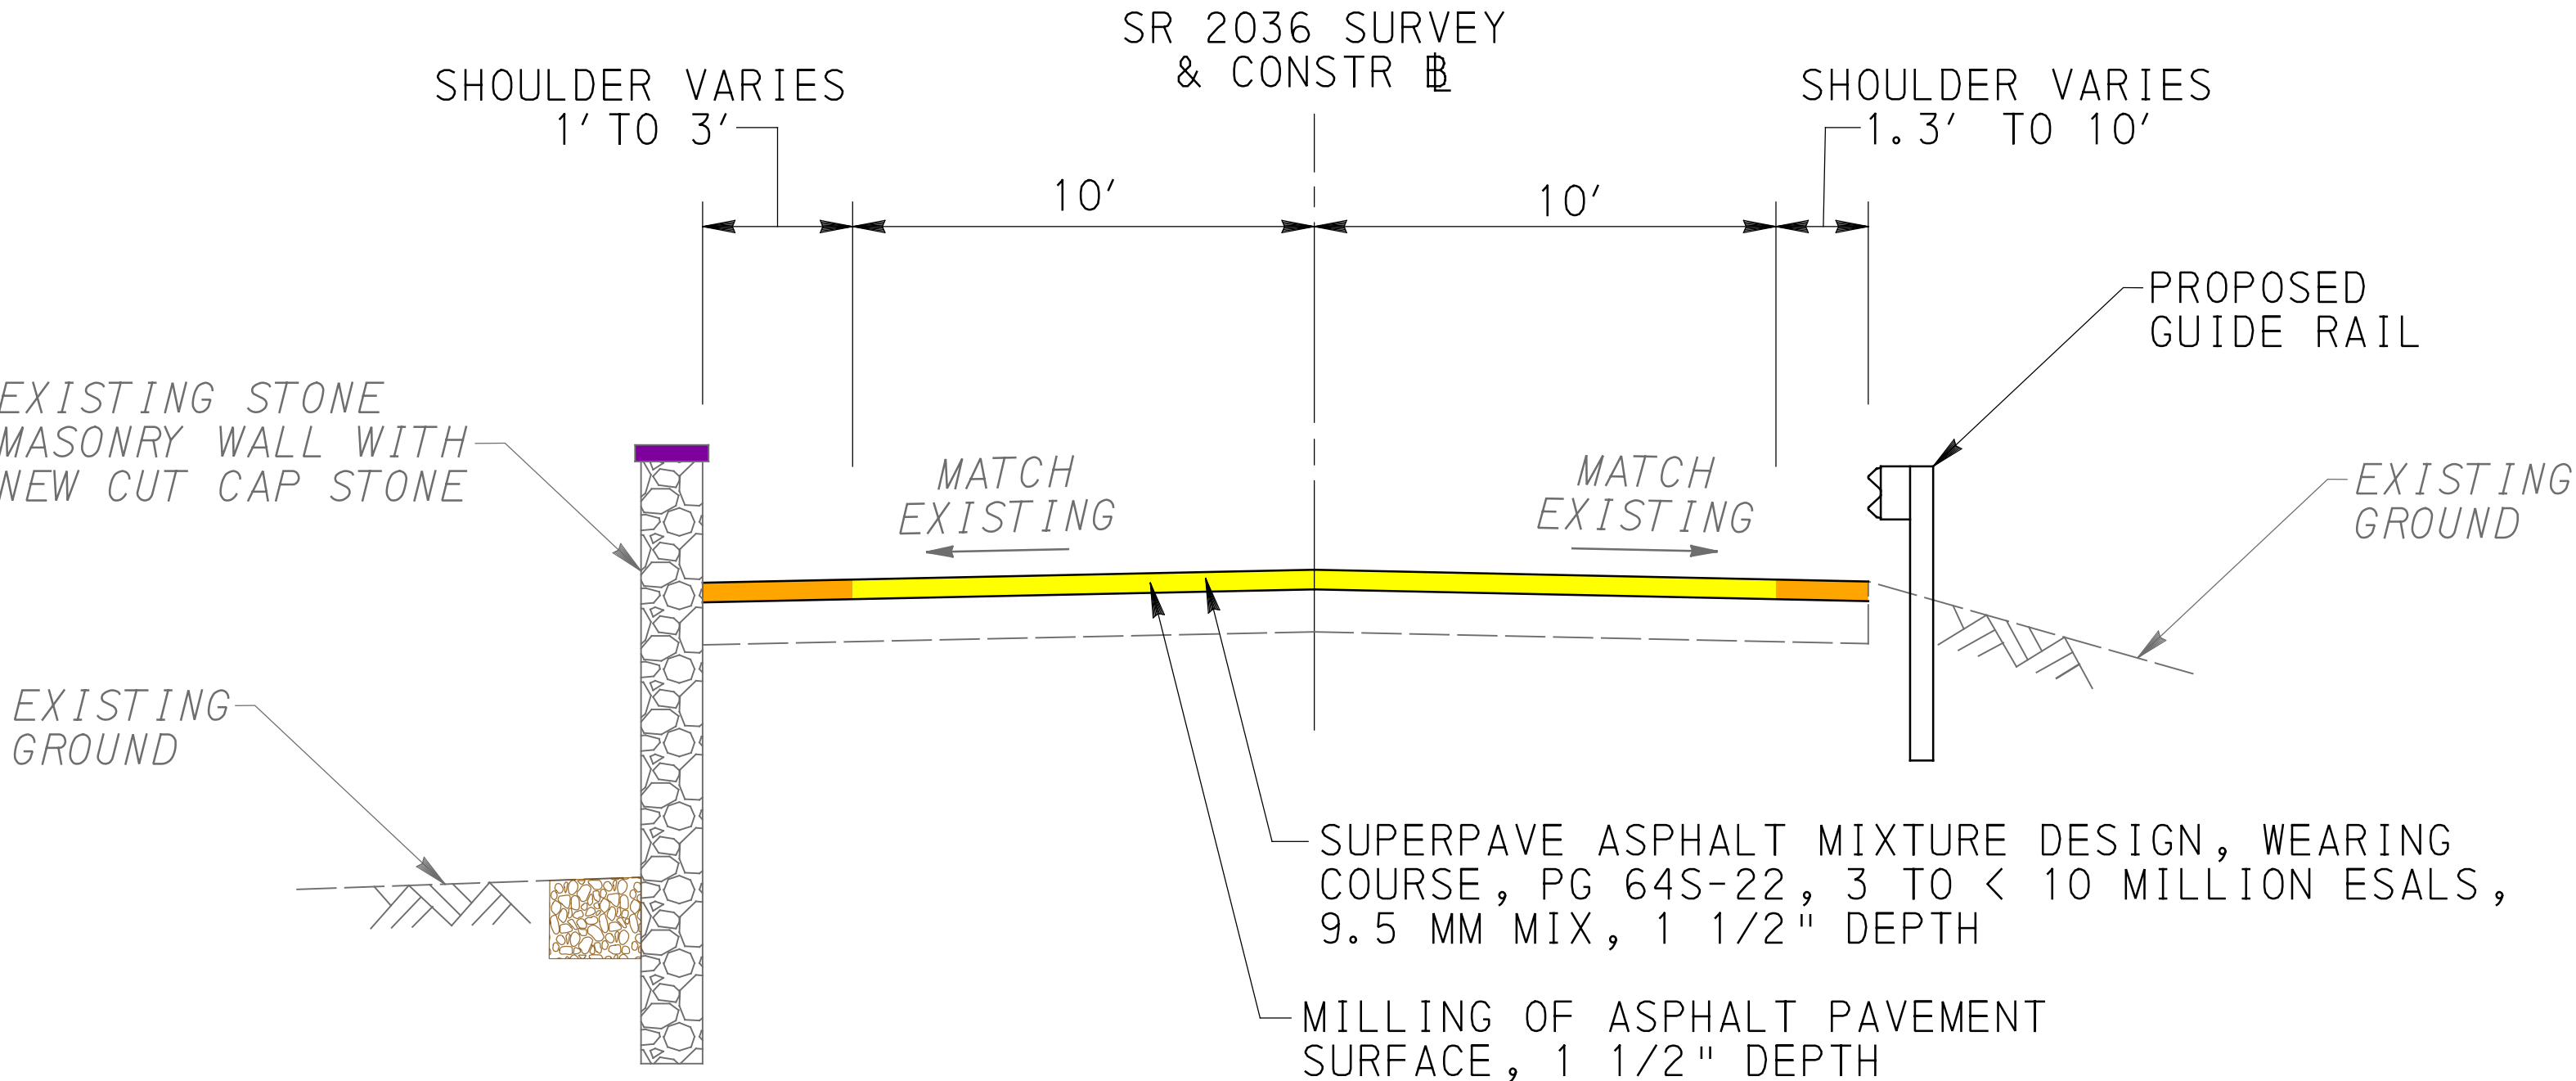 SR 2036 SURVEY
& CONSTR BL
SHOULDER VARIES
1' TO 3'
SHOULDER VARIES
1.3' TO 10'
10'
10'
PROPOSED
GUIDE RAIL
EXISTING STONE
MASONRY WALL WITH
NEW CUT CAP STONE
MATCH
EXISTING
MATCH
EXISTING
EXISTING
GROUND
EXISTING
GROUND
SUPERPAVE ASPHALT MIXTURE DESIGN, WEARING
COURSE, PG 64S-22, 3 TO < 10 MILLION ESALS,
9.5 MM MIX, 1 1/2" DEPTH
MILLING OF ASPHALT PAVEMENT
SURFACE, 1 1/2" DEPTH